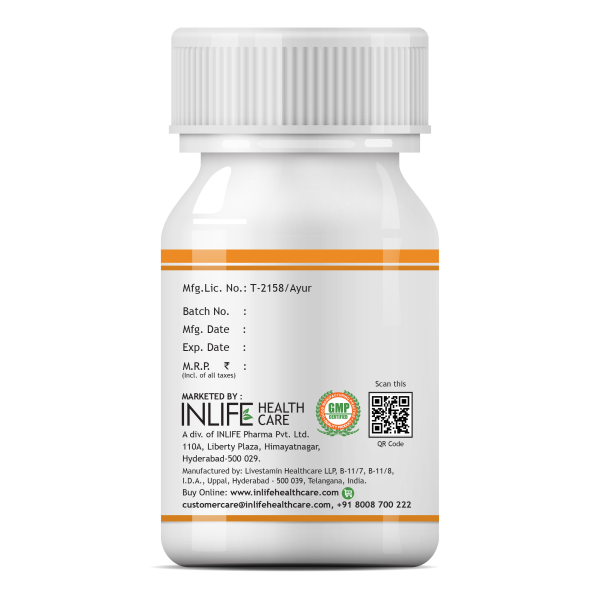 Mfg.Lic. No.: T-2158/Ayur
Batch No. :
Mfg. Date :
Exp. Date :
M.R.P. ₹ :
(Incl. of all taxes)
Scan this
MARKETED BY :
INLIFE HEALTH CARE
GMP
CERTIFIED
QR Code
A div. of INLIFE Pharma Pvt. Ltd.
110A, Liberty Plaza, Himayatnagar,
Hyderabad-500 029.
Manufactured by: Livestamin Healthcare LLP, B-11/7, B-11/8,
I.D.A., Uppal, Hyderabad - 500 039, Telangana, India.
Buy Online: www.inlifehealthcare.com
customercare@inlifehealthcare.com, +91 8008 700 222